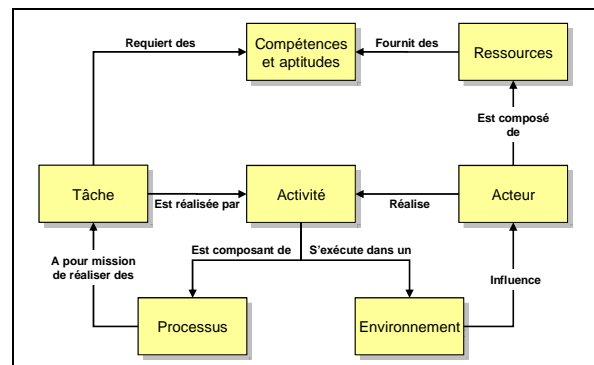 Requiert des
Compétences
et aptitudes
Fournit des
Ressources
Est composé
de
Tâche
Est réalisée par
Activité
Réalise
Acteur
A pour mission
de réaliser des
Est composant de
S'exécute dans un
Influence
Processus
Environnement